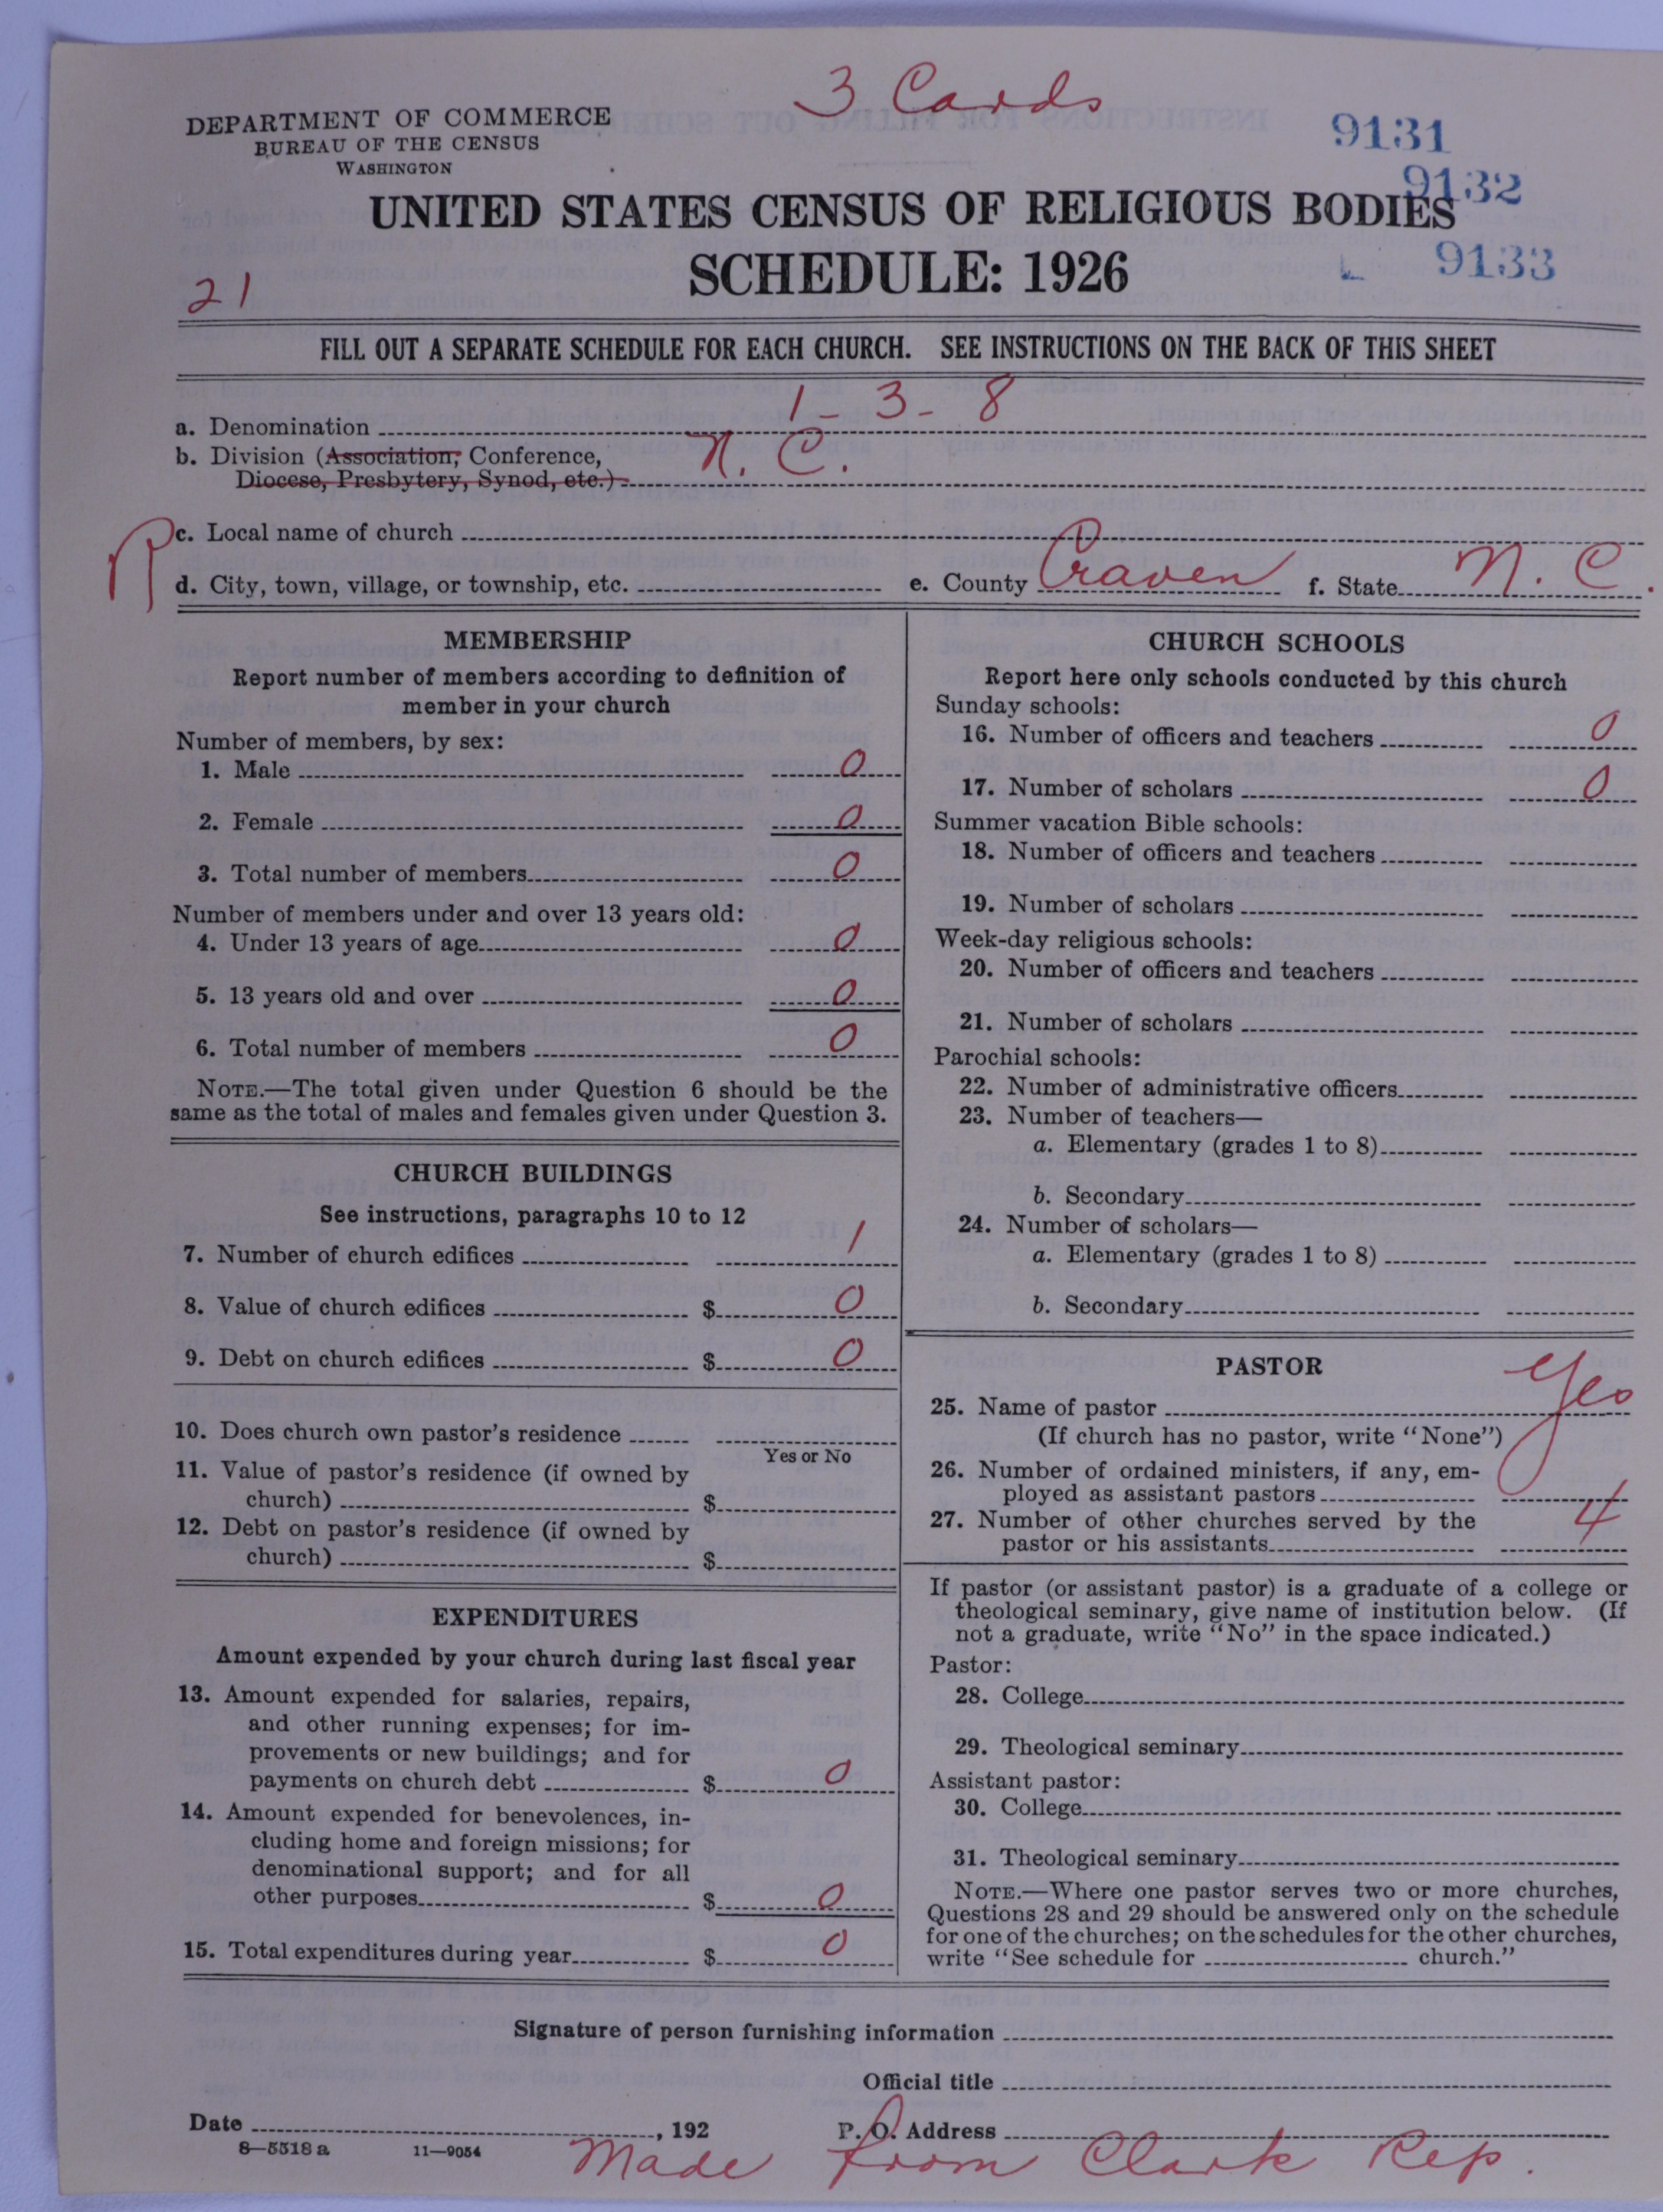 3 Cards
DEPARTMENT OF COMMERCE
BUREAU OF THE CENSUS
WASHINGTON
9131
9132
UNITED STATES CENSUS OF RELIGIOUS BODIES
SCHEDULE: 1926
9133
21
FILL OUT A SEPARATE SCHEDULE FOR EACH CHURCH. SEE INSTRUCTIONS ON THE BACK OF THIS SHEET
a. Denomination 1-3-8
b. Division (Association, Conference, N. C.
Diocese, Presbytery, Synod, etc.)
R
c. Local name of church
d. City, town, village, or township, etc. e. County Craven f. State N. C.
MEMBERSHIP
Report number of members according to definition of
member in your church
Number of members, by sex:
1. Male 0
2. Female 0
3. Total number of members 0
Number of members under and over 13 years old:
4. Under 13 years of age 0
5. 13 years old and over 0
6. Total number of members 0
NOTE.—The total given under Question 6 should be the
same as the total of males and females given under Question 3.
CHURCH BUILDINGS
See instructions, paragraphs 10 to 12
7. Number of church edifices 1
8. Value of church edifices $ 0
9. Debt on church edifices $ 0
10. Does church own pastor's residence
Yes or No
11. Value of pastor's residence (if owned by
church) $
12. Debt on pastor's residence (if owned by
church) $
EXPENDITURES
Amount expended by your church during last fiscal year
13. Amount expended for salaries, repairs,
and other running expenses; for im-
provements or new buildings; and for
payments on church debt $ 0
14. Amount expended for benevolences, in-
cluding home and foreign missions; for
denominational support; and for all
other purposes $ 0
15. Total expenditures during year $ 0
CHURCH SCHOOLS
Report here only schools conducted by this church
Sunday schools:
16. Number of officers and teachers 0
17. Number of scholars 0
Summer vacation Bible schools:
18. Number of officers and teachers
19. Number of scholars
Week-day religious schools:
20. Number of officers and teachers
21. Number of scholars
Parochial schools:
22. Number of administrative officers
23. Number of teachers—
a. Elementary (grades 1 to 8)
b. Secondary
24. Number of scholars—
a. Elementary (grades 1 to 8)
b. Secondary
PASTOR
25. Name of pastor Yes
(If church has no pastor, write "None")
26. Number of ordained ministers, if any, em-
ployed as assistant pastors
27. Number of other churches served by the
pastor or his assistants 4
If pastor (or assistant pastor) is a graduate of a college or
theological seminary, give name of institution below. (If
not a graduate, write "No" in the space indicated.)
Pastor:
28. College
29. Theological seminary
Assistant pastor:
30. College
31. Theological seminary
NOTE.—Where one pastor serves two or more churches,
Questions 28 and 29 should be answered only on the schedule
for one of the churches; on the schedules for the other churches,
write "See schedule for church."
Signature of person furnishing information
Official title
Date , 192 P. O. Address
8—5518 a 11—9054
Made from Clark Rep.